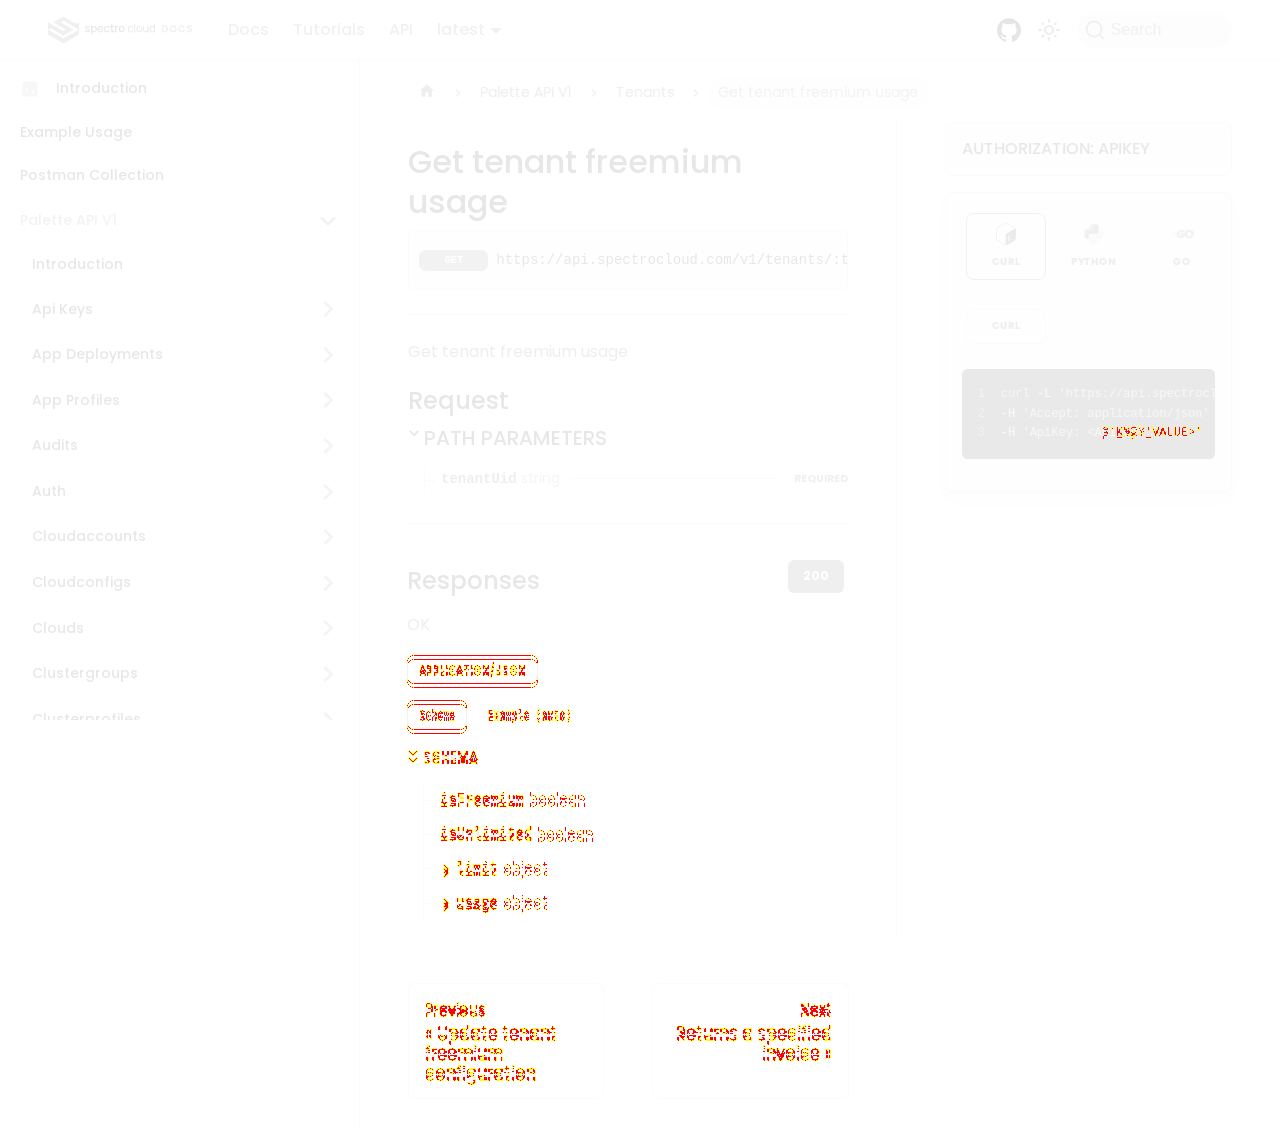 spectro cloud DOCS
Docs
Tutorials
API
latest
Search
Introduction
Example Usage
Postman Collection
Palette API V1
Introduction
Api Keys
App Deployments
App Profiles
Audits
Auth
Cloudaccounts
Cloudconfigs
Clouds
Clustergroups
Clusterprofiles
Palette API V1
Tenants
Get tenant freemium usage
Get tenant freemium
usage
GET https://api.spectrocloud.com/v1/tenants/:t
Get tenant freemium usage
Request
PATH PARAMETERS
tenantUid string REQUIRED
Responses
200
OK
APPLICATION/JSON
Schema
Example (auto)
SCHEMA
isFreemium boolean
isUnlimited boolean
limit object
usage object
Previous
« Update tenant
freemium
configuration
Next
Returns a specified
invoice »
AUTHORIZATION: APIKEY
CURL
PYTHON
GO
GO
CURL
1 curl -L 'https://api.spectrocl
2 -H 'Accept: application/json'
3 -H 'ApiKey: